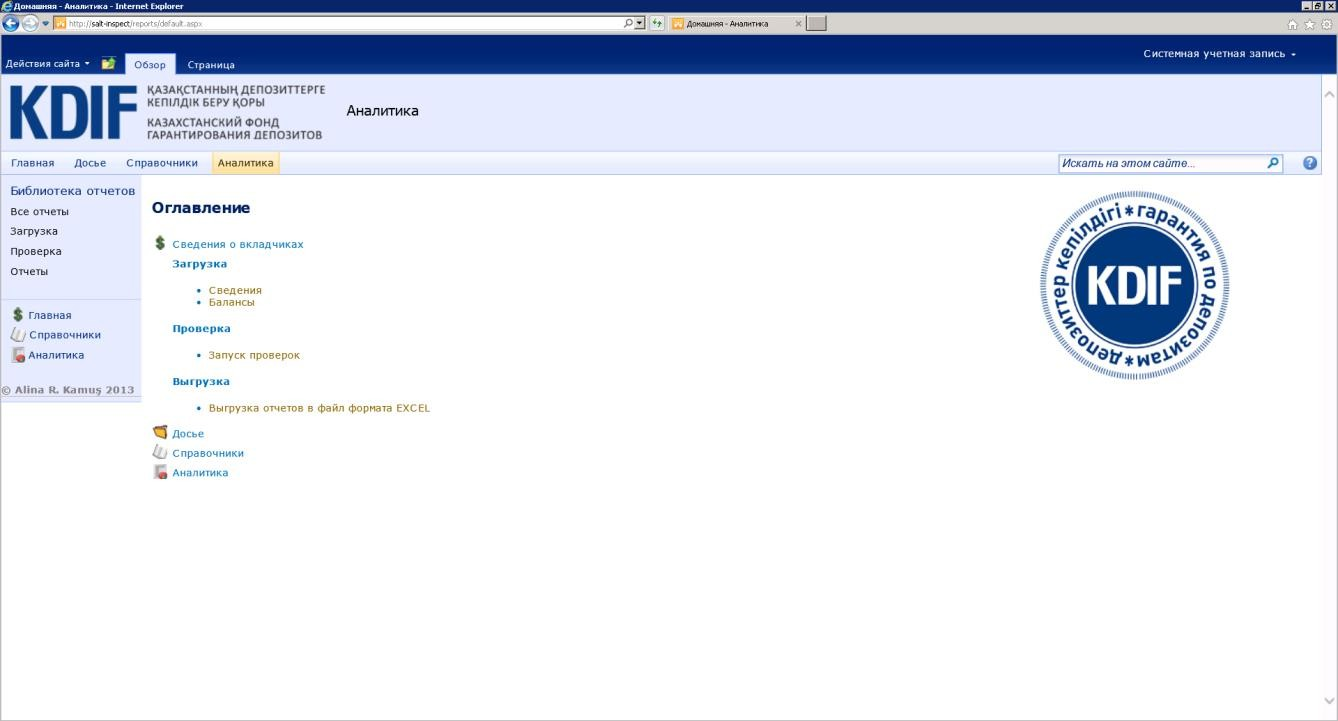 Домашняя - Аналитика - Internet Explorer
http://salt-inspect/reports/default.aspx
Домашняя - Аналитика
Системная учетная запись
Действия сайта
Обзор
Страница
KDIF
ҚАЗАҚСТАННЫҢ ДЕПОЗИТТЕРГЕ
КЕПІЛДІК БЕРУ ҚОРЫ
КАЗАХСТАНСКИЙ ФОНД
ГАРАНТИРОВАНИЯ ДЕПОЗИТОВ
Аналитика
Главная Досье Справочники Аналитика
Искать на этом сайте...
Библиотека отчетов
Все отчеты
Загрузка
Проверка
Отчеты
Главная
Справочники
Аналитика
© Alina R. Kamuş 2013
Оглавление
Сведения о вкладчиках
Загрузка
• Сведения
• Балансы
Проверка
• Запуск проверок
Выгрузка
• Выгрузка отчетов в файл формата EXCEL
Досье
Справочники
Аналитика
депозиттер кепілдігі * гарантия по депозитам *
KDIF